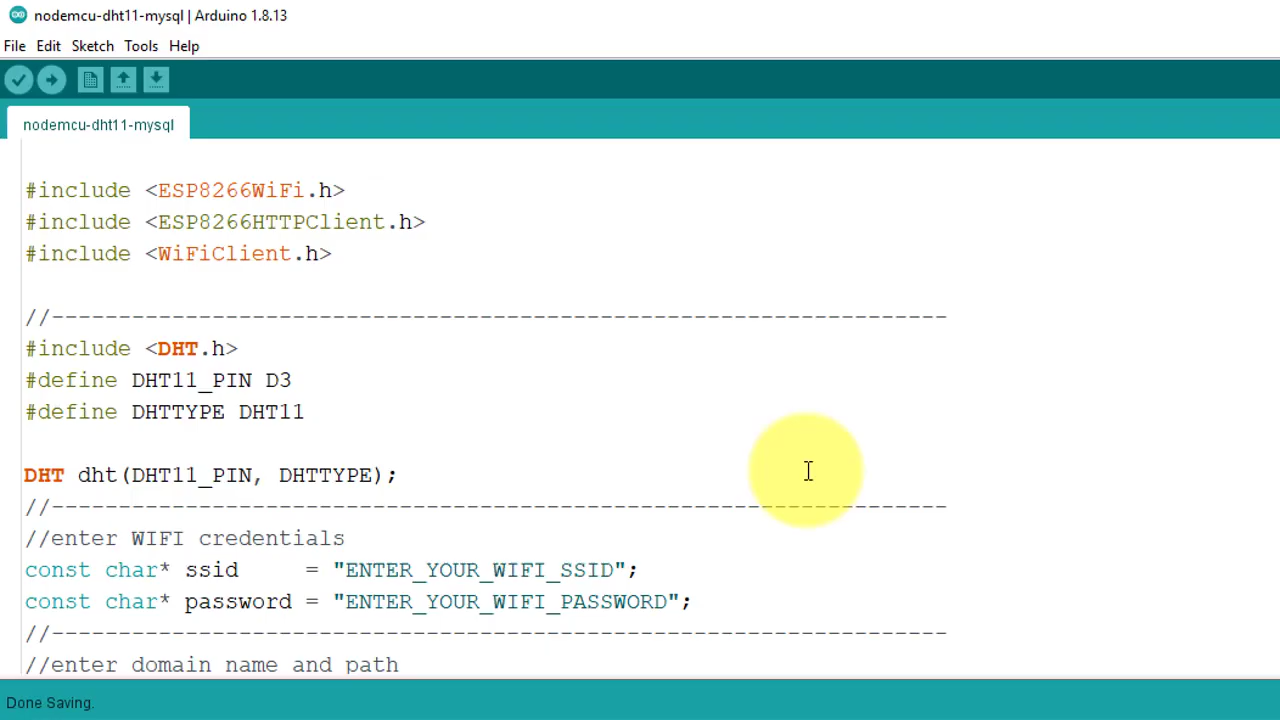 nodemcu-dht11-mysql | Arduino 1.8.13
File Edit Sketch Tools Help
nodemcu-dht11-mysql
#include <ESP8266WiFi.h>
#include <ESP8266HTTPClient.h>
#include <WiFiClient.h>
//-------------------------------------------------------------------
#include <DHT.h>
#define DHT11_PIN D3
#define DHTTYPE DHT11
DHT dht(DHT11_PIN, DHTTYPE);
//-------------------------------------------------------------------
//enter WIFI credentials
const char* ssid     = "ENTER_YOUR_WIFI_SSID";
const char* password = "ENTER_YOUR_WIFI_PASSWORD";
//-------------------------------------------------------------------
//enter domain name and path
Done Saving.